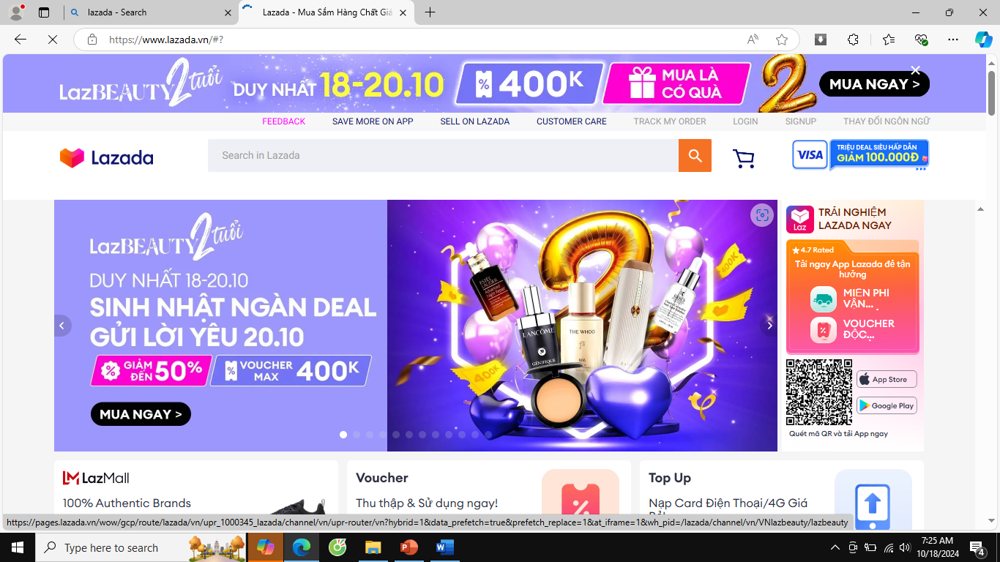 lazada - Search
Lazada - Mua Sắm Hàng Chất Giá
https://www.lazada.vn/#?
LazBEAUTY 2 tuổi
DUY NHẤT 18-20.10
% 400K
MUA LÀ
CÓ QUÀ
2
MUA NGAY >
FEEDBACK
SAVE MORE ON APP
SELL ON LAZADA
CUSTOMER CARE
TRACK MY ORDER
LOGIN
SIGNUP
THAY ĐỔI NGÔN NGỮ
Lazada
Search in Lazada
VISA
TRIỆU DEAL SIÊU HẤP DẪN
GIẢM 100.000Đ
LazBEAUTY 2 tuổi
DUY NHẤT 18-20.10
SINH NHẬT NGÀN DEAL
GỬI LỜI YÊU 20.10
% GIẢM
ĐẾN 50%
% VOUCHER
MAX 400K
MUA NGAY >
ESTEE
LAUDER
Advanced
Night Repair
LANCÔME
GÉNIFIQUE
THE WHOO
KIEHL'S
400K
400K
Laz
TRẢI NGHIỆM
LAZADA NGAY
4.7 Rated
Tải ngay App Lazada để tận
hưởng
MIỄN PHÍ
VẬN...
VOUCHER
ĐỘC...
App Store
Google Play
Quét mã QR và tải App ngay
LM LazMall
100% Authentic Brands
Voucher
Thu thập & Sử dụng ngay!
%
Top Up
Nạp Card Điện Thoại/4G Giá
https://pages.lazada.vn/wow/gcp/route/lazada/vn/upr_1000345_lazada/channel/vn/upr-router/vn?hybrid=1&data_prefetch=true&prefetch_replace=1&at_iframe=1&wh_pid=/lazada/channel/vn/VNlazbeauty/lazbeauty
Type here to search
7:25 AM
10/18/2024
4